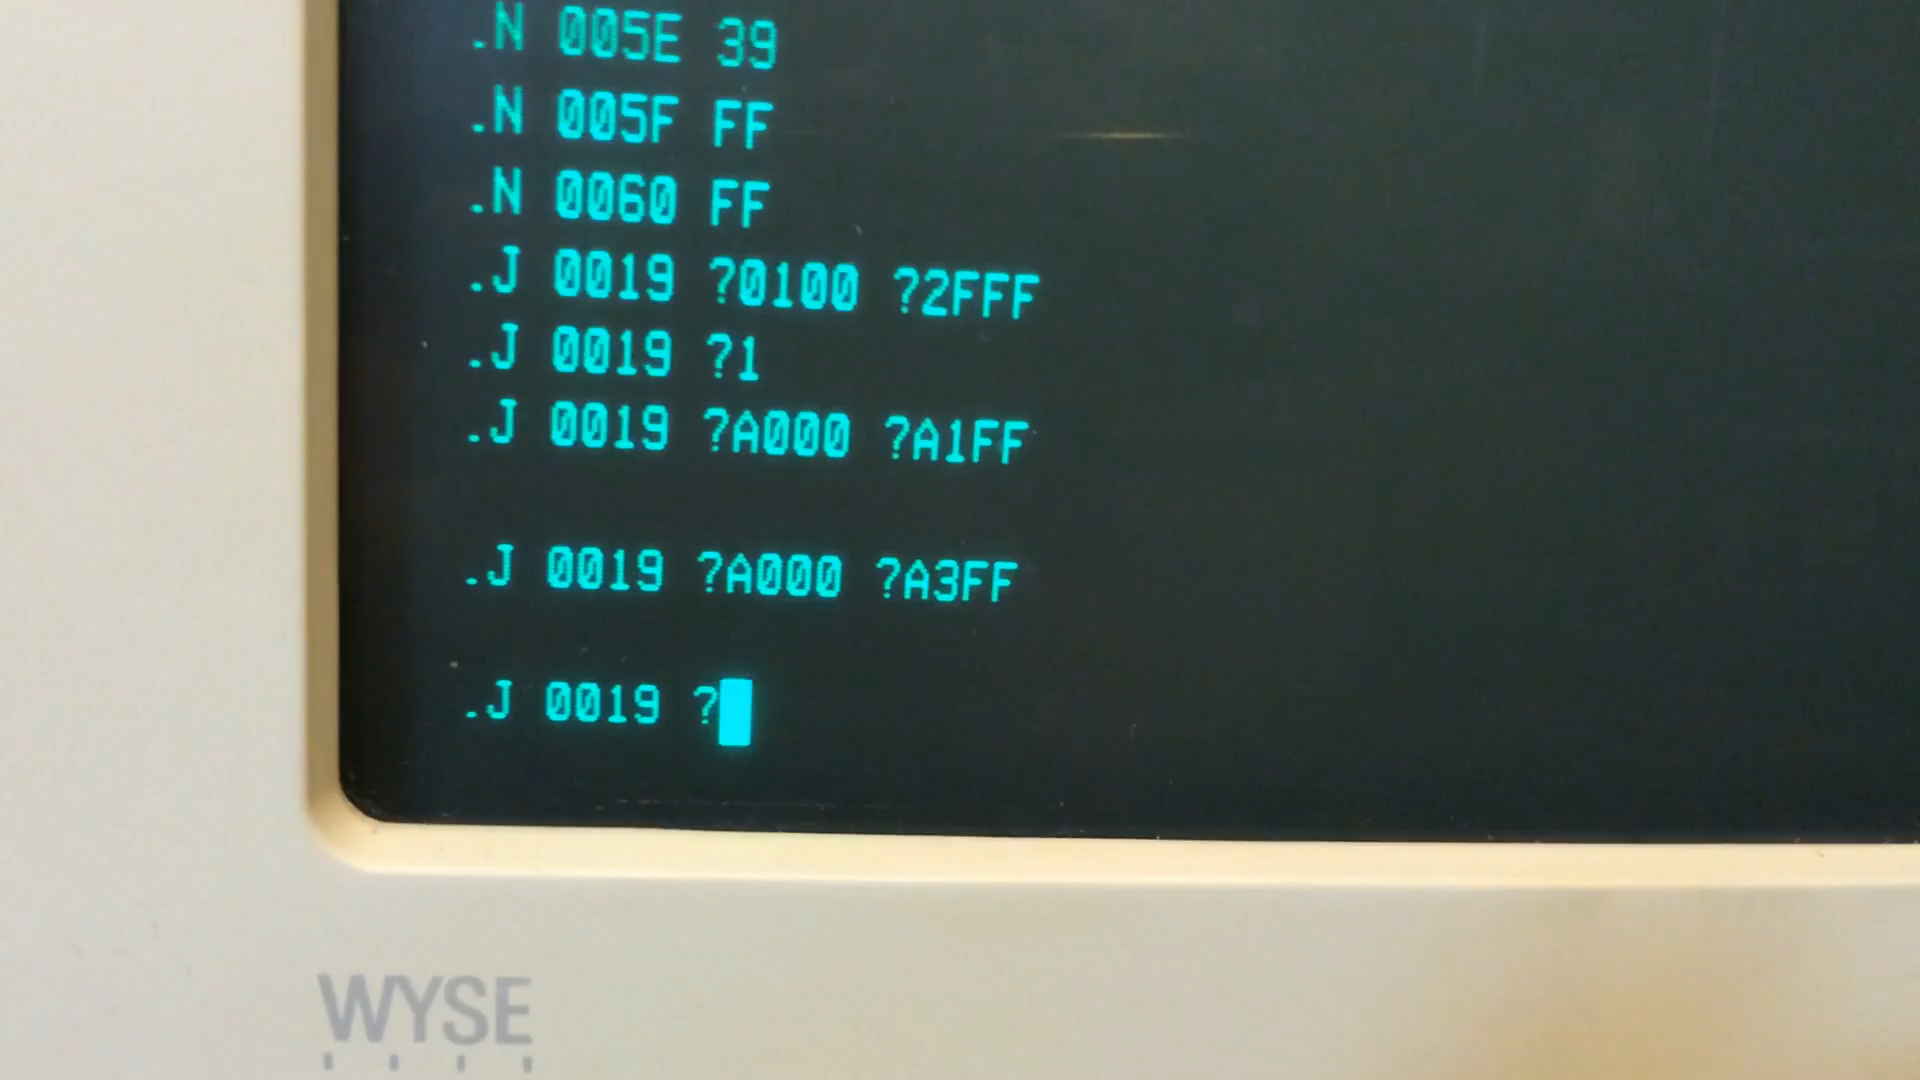 .N 005E 39
.N 005F FF
.N 0060 FF
.J 0019 ?0100 ?2FFF
.J 0019 ?1
.J 0019 ?A000 ?A1FF
.J 0019 ?A000 ?A3FF
.J 0019 ?
WYSE